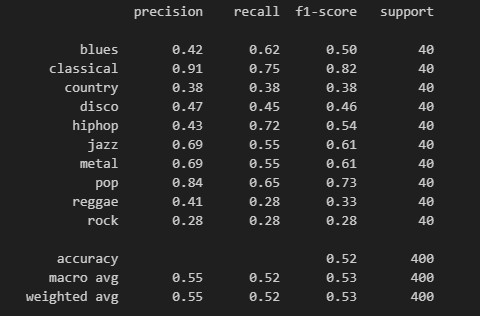 precision recall f1-score support
blues 0.42 0.62 0.50 40
classical 0.91 0.75 0.82 40
country 0.38 0.38 0.38 40
disco 0.47 0.45 0.46 40
hiphop 0.43 0.72 0.54 40
jazz 0.69 0.55 0.61 40
metal 0.69 0.55 0.61 40
pop 0.84 0.65 0.73 40
reggae 0.41 0.28 0.33 40
rock 0.28 0.28 0.28 40
accuracy 0.52 400
macro avg 0.55 0.52 0.53 400
weighted avg 0.55 0.52 0.53 400